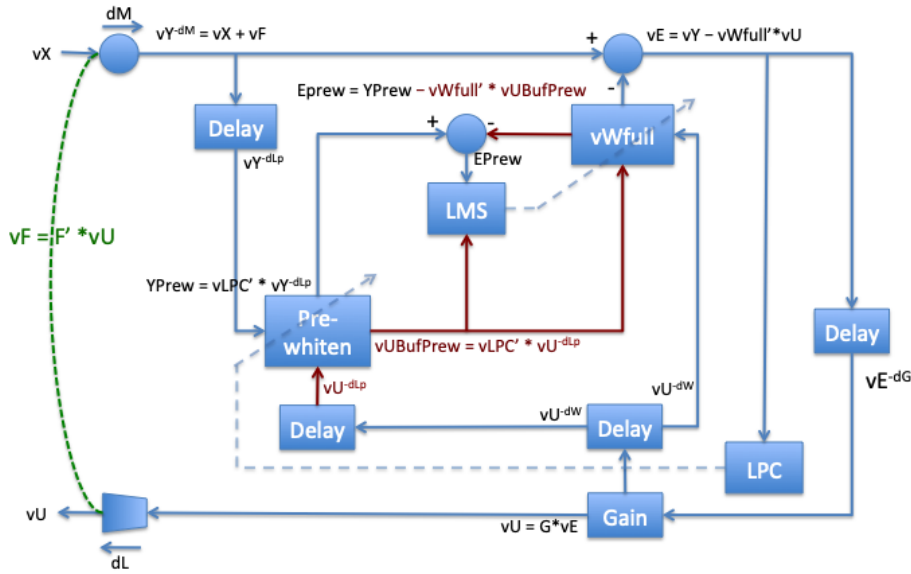 dM
vY^-dM = vX + vF
+
vE = vY – vWfull'*vU
vX
-
Eprew = YPrew – vWfull' * vUBufPrew
Delay
+
-
vWfull
vY^-dLp
EPrew
LMS
vF = F' *vU
YPrew = vLPC' * vY^-dLp
Pre-
whiten
Delay
vUBufPrew = vLPC' * vU^-dLp
vE^-dG
vU^-dLp
vU^-dW
vU^-dW
Delay
Delay
LPC
vU
Gain
vU = G*vE
dL